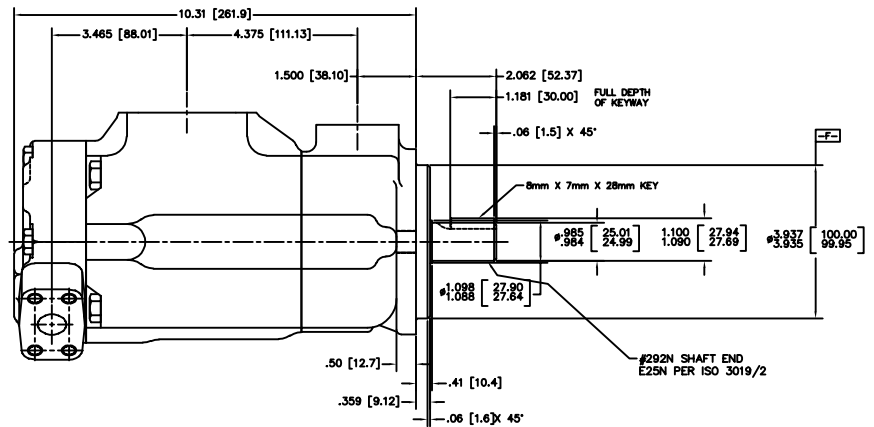 10.31 [261.9]
3.465 [88.01]
4.375 [111.13]
1.500 [38.10]
2.062 [52.37]
1.181 [30.00]
FULL DEPTH
OF KEYWAY
.06 [1.5] X 45°
-F-
8mm X 7mm X 28mm KEY
ø.985 [25.01]
.984 [24.99]
1.100 [27.94]
1.090 [27.69]
ø3.937 [100.00]
3.935 [99.95]
ø1.098 [27.90]
1.088 [27.64]
#292N SHAFT END
E25N PER ISO 3019/2
.50 [12.7]
.41 [10.4]
.359 [9.12]
.06 [1.6]X 45°